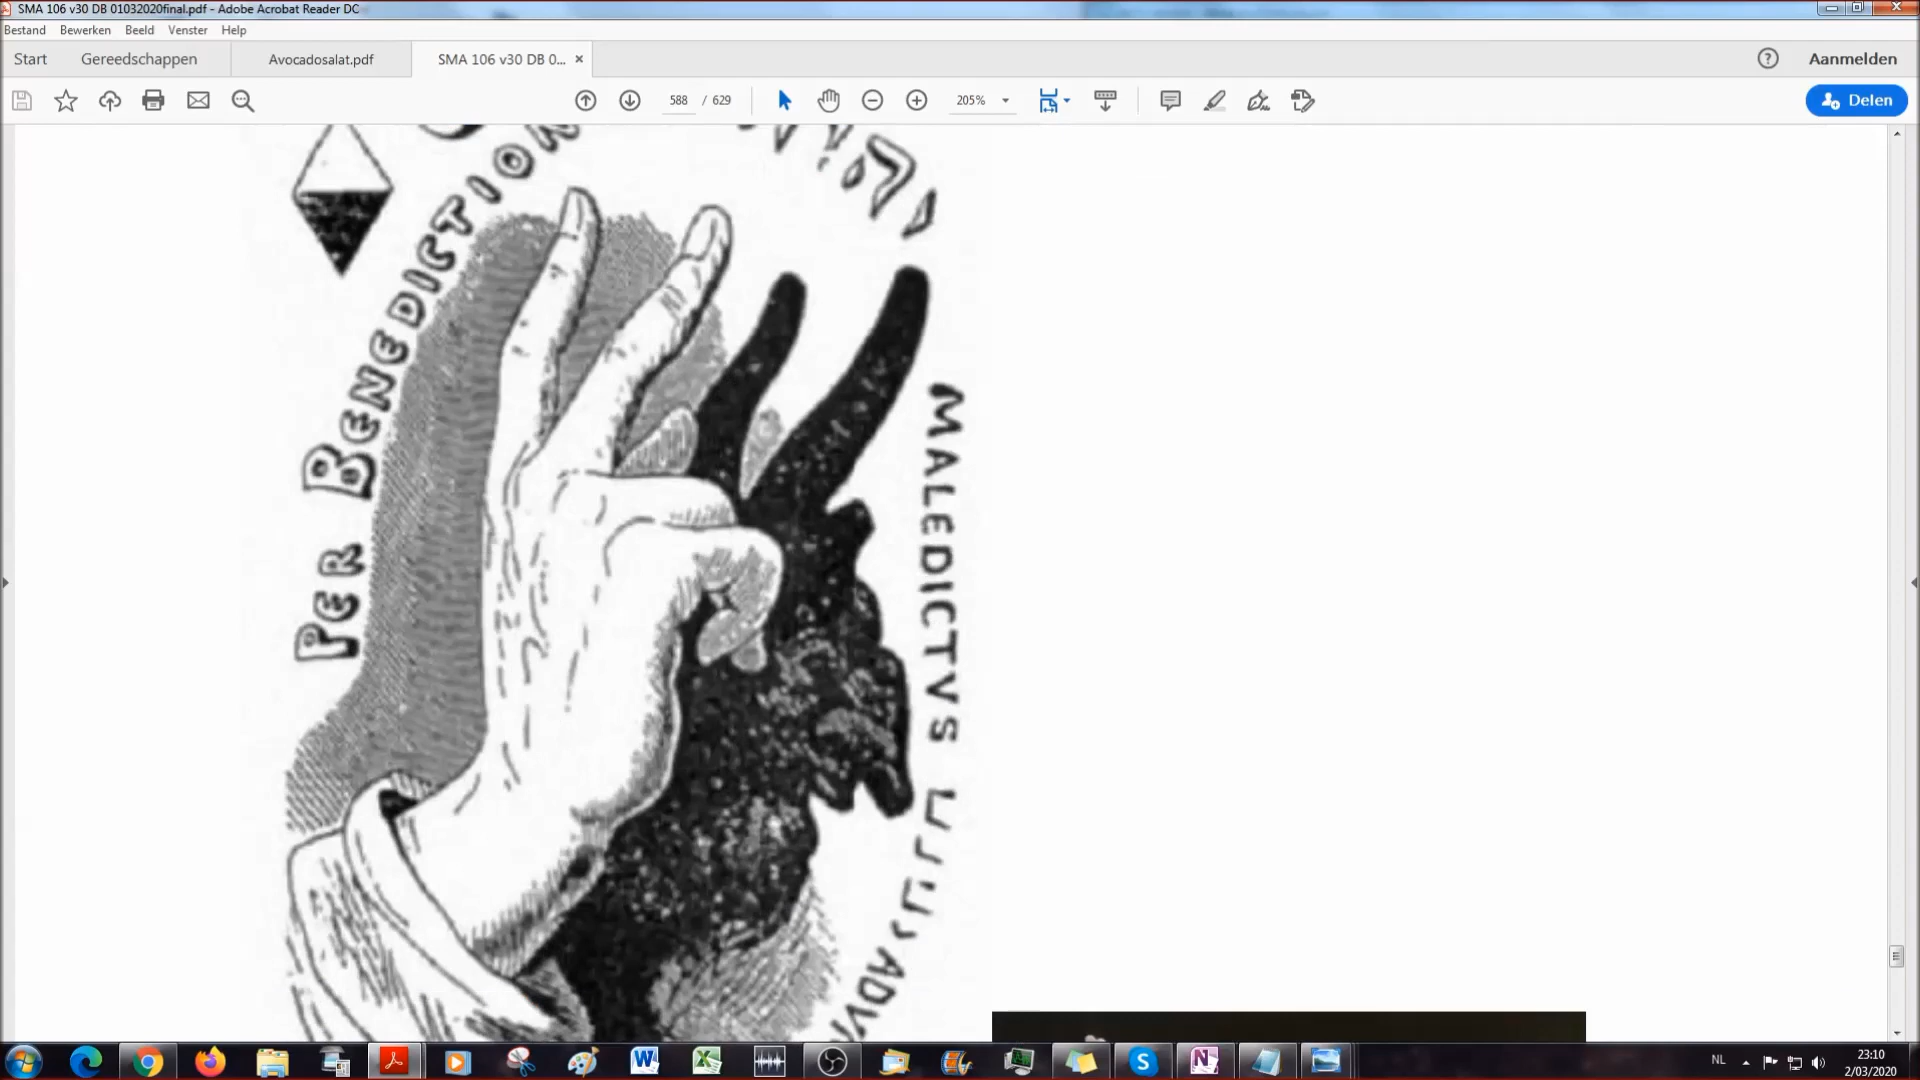 SMA 106 v30 DB 01032020final.pdf - Adobe Acrobat Reader DC
Bestand Bewerken Beeld Venster Help
Start Gereedschappen Avocadosalat.pdf SMA 106 v30 DB 0... × Aanmelden
588 / 629 205% Delen
PER BENEDICTION
MALEDICTVS
ADV
NL 23:10
2/03/2020